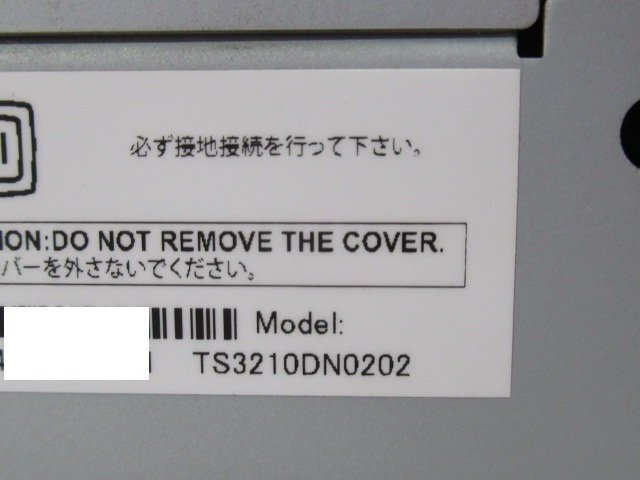 必ず接地接続を行って下さい。
ION:DO NOT REMOVE THE COVER.
バーを外さないでください。
Model:
TS3210DN0202